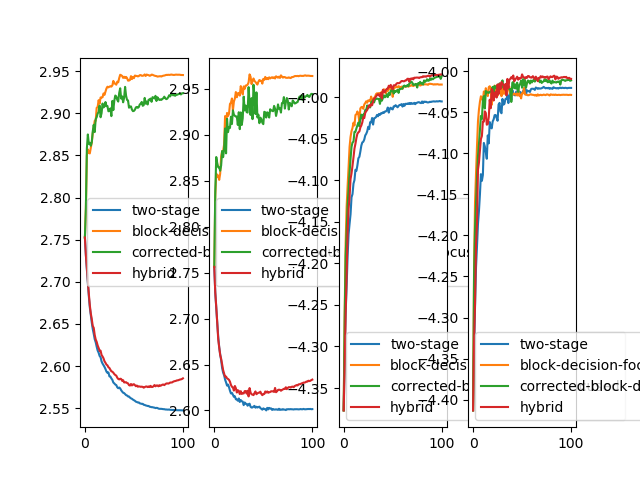 2.95
2.90
2.85
2.80
2.75
2.70
2.65
2.60
2.55
0
100
two-stage
block-decis
corrected-b
hybrid
2.95
2.90
2.85
2.80
2.75
2.70
2.65
2.60
0
100
two-stage
block-decis
corrected-b
hybrid
−4.00
−4.05
−4.10
−4.15
−4.20
−4.25
−4.30
−4.35
0
100
two-stage
block-decis
corrected-b
hybrid
ocus
−4.00
−4.05
−4.10
−4.15
−4.20
−4.25
−4.30
−4.35
−4.40
0
100
two-stage
block-decision-foc
corrected-block-d
hybrid